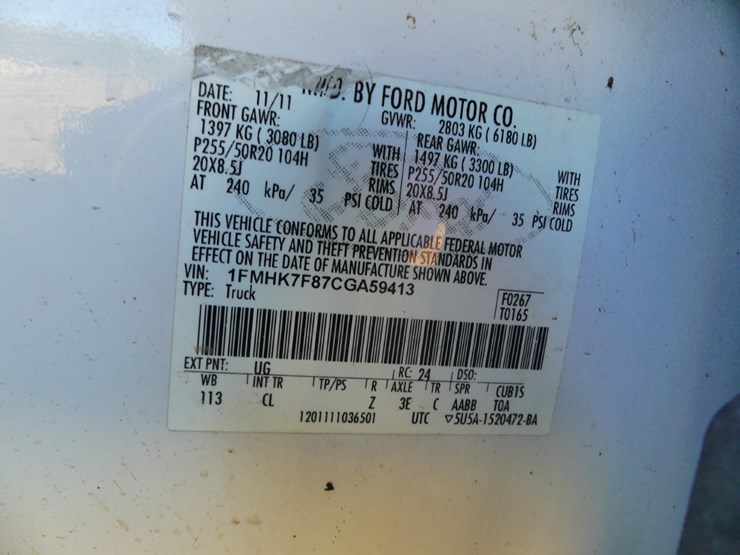 MFD. BY FORD MOTOR CO.
DATE: 11/11 GVWR: 2803 KG ( 6180 LB)
FRONT GAWR: REAR GAWR:
1397 KG ( 3080 LB) WITH 1497 KG ( 3300 LB) WITH
P255/50R20 104H TIRES P255/50R20 104H TIRES
20X8.5J RIMS 20X8.5J RIMS
AT 240 kPa/ 35 PSI COLD AT 240 kPa/ 35 PSI COLD
THIS VEHICLE CONFORMS TO ALL APPLICABLE FEDERAL MOTOR
VEHICLE SAFETY AND THEFT PREVENTION STANDARDS IN
EFFECT ON THE DATE OF MANUFACTURE SHOWN ABOVE.
VIN: 1FMHK7F87CGA59413 F0267
TYPE: Truck T0165
EXT PNT: UG RC: 24 DSO:
WB INT TR TP/PS R AXLE TR SPR CUBTS
113 CL Z 3E C AABB TOA
1201111036501 UTC ▽5U5A-1520472-BA